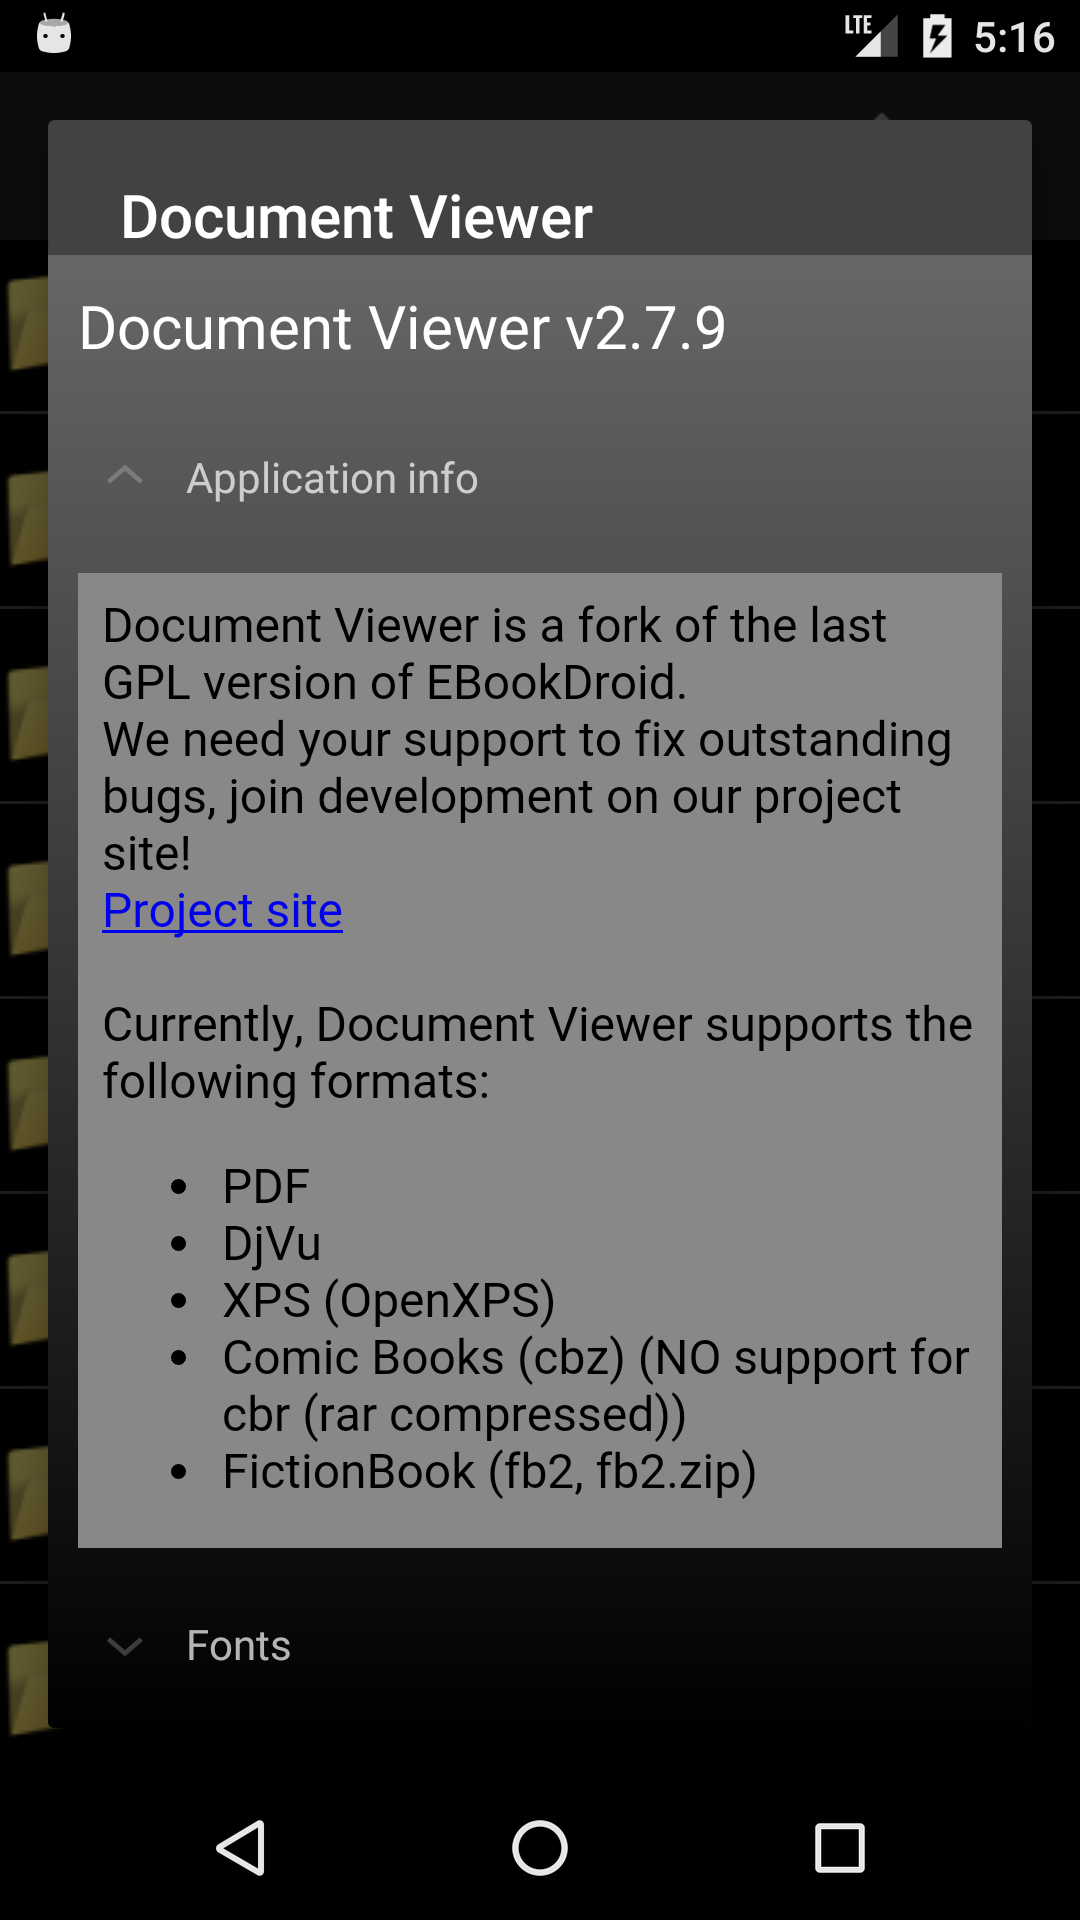 LTE 5:16
Document Viewer
Document Viewer v2.7.9
Application info
Document Viewer is a fork of the last
GPL version of EBookDroid.
We need your support to fix outstanding
bugs, join development on our project
site!
Project site
Currently, Document Viewer supports the
following formats:
• PDF
• DjVu
• XPS (OpenXPS)
• Comic Books (cbz) (NO support for
cbr (rar compressed))
• FictionBook (fb2, fb2.zip)
Fonts